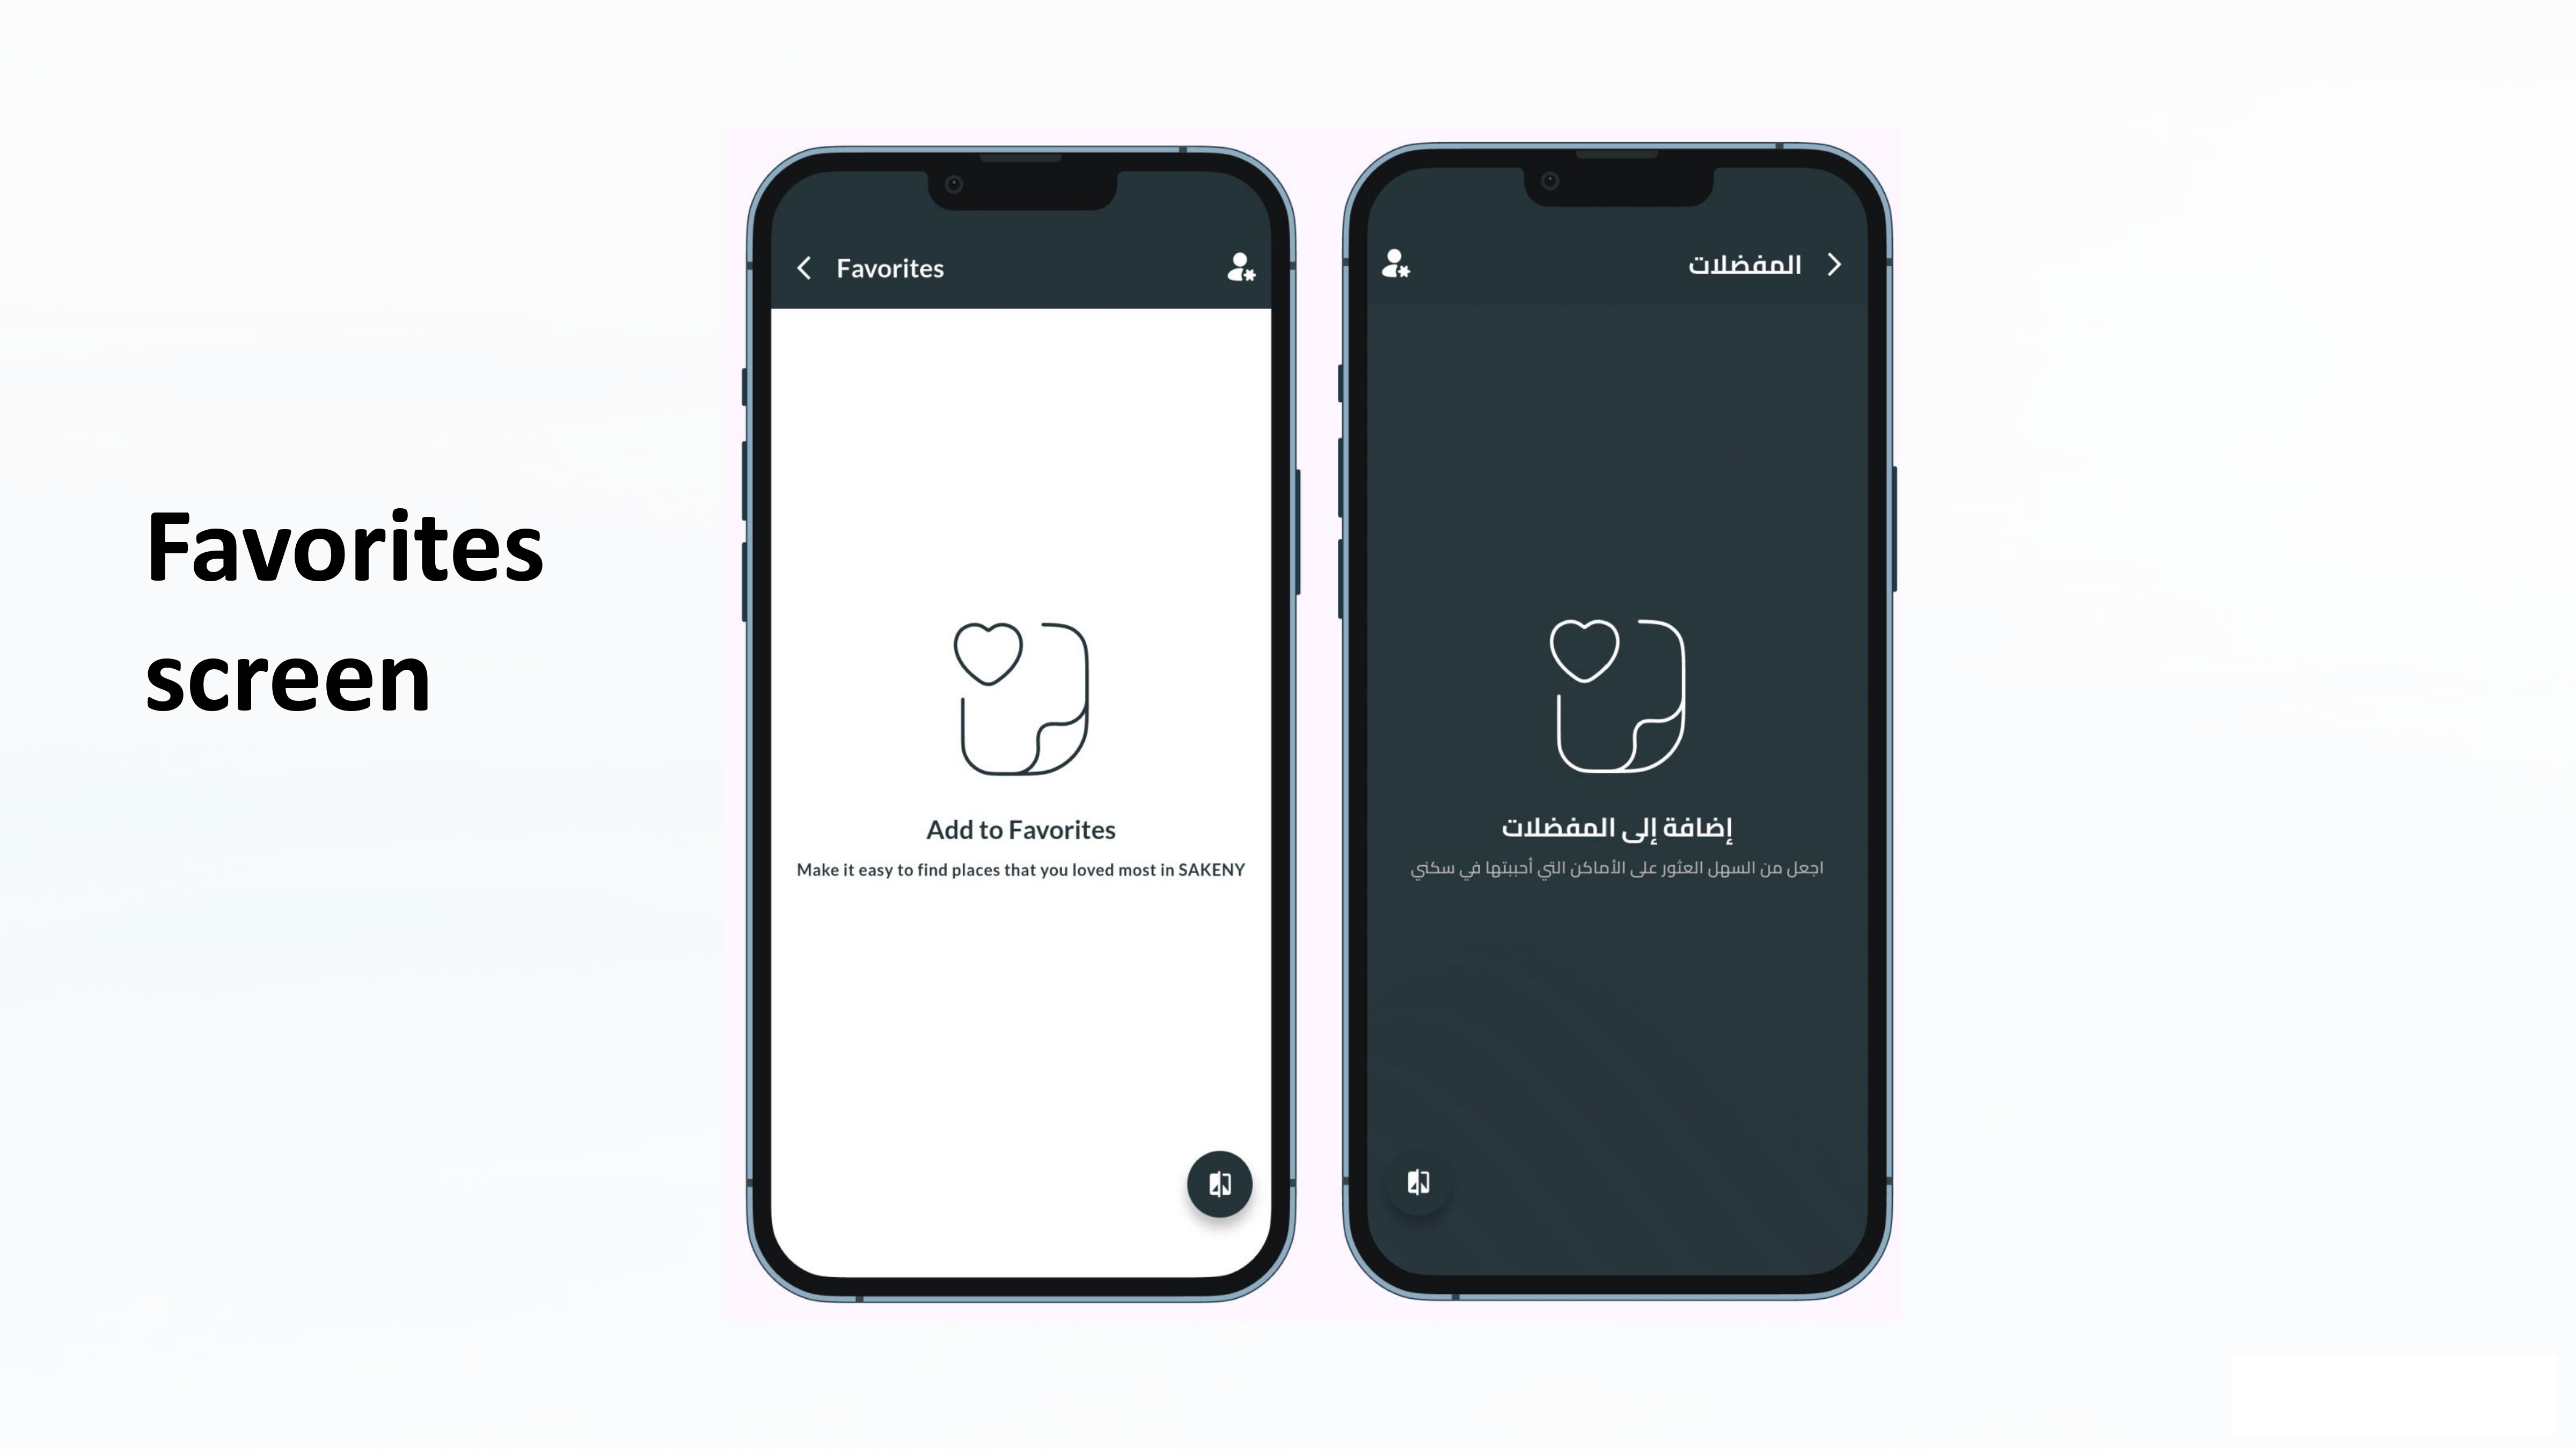 Favorites
screen
Favorites
Add to Favorites
Make it easy to find places that you loved most in SAKENY
المفضلات
إضافة إلى المفضلات
اجعل من السهل العثور على الأماكن التي أحببتها في سكني